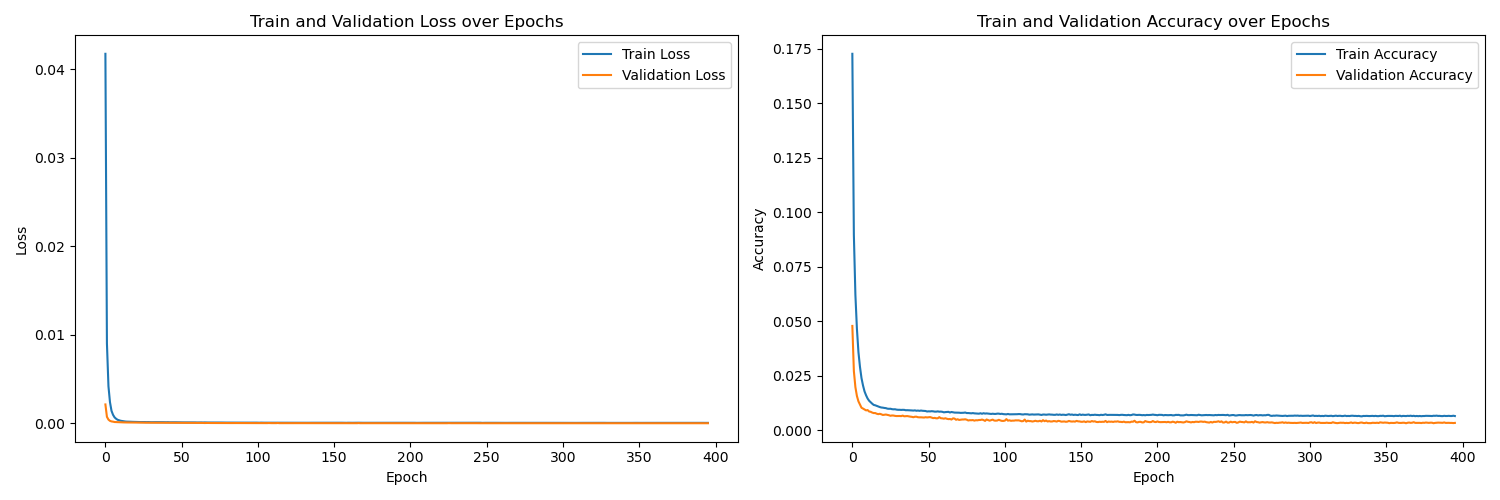 Train and Validation Loss over Epochs
Train Loss
Validation Loss
0.04
0.03
0.02
0.01
0.00
Loss
0 50 100 150 200 250 300 350 400
Epoch
Train and Validation Accuracy over Epochs
Train Accuracy
Validation Accuracy
0.175
0.150
0.125
0.100
0.075
0.050
0.025
0.000
Accuracy
0 50 100 150 200 250 300 350 400
Epoch